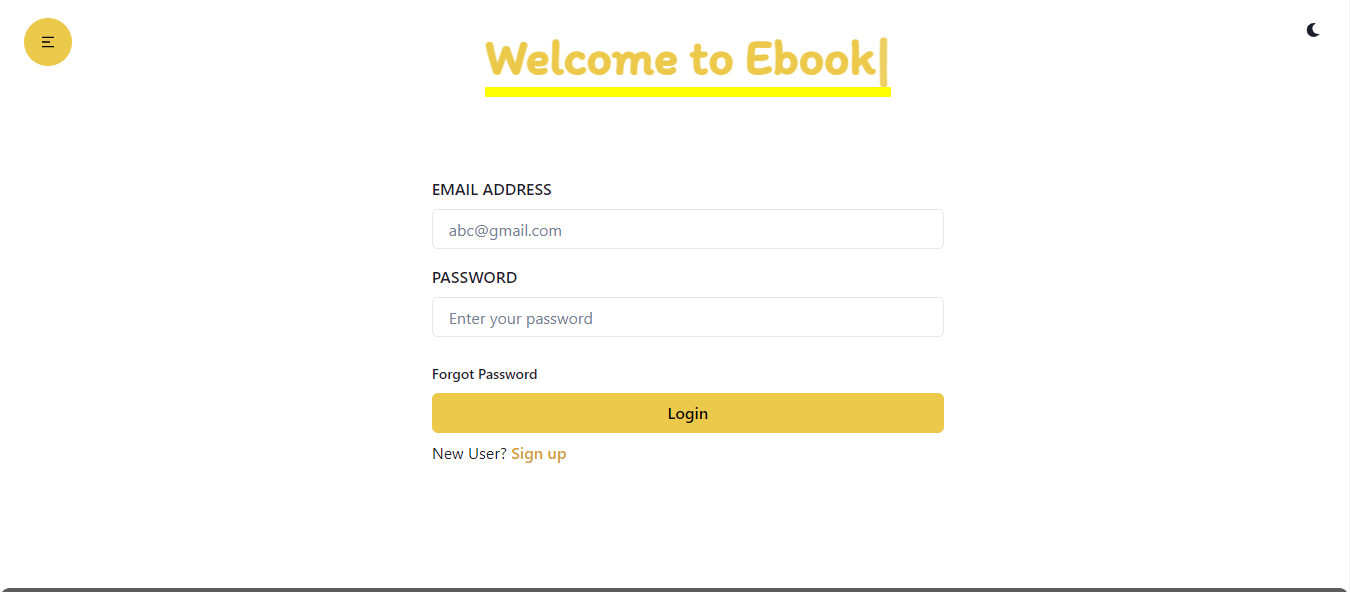 Welcome to Ebook|
EMAIL ADDRESS
abc@gmail.com
PASSWORD
Enter your password
Forgot Password
Login
New User? Sign up